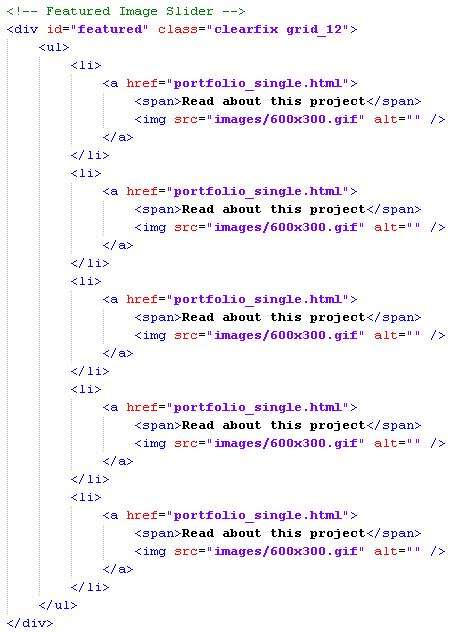 <!-- Featured Image Slider -->
<div id="featured" class="clearfix grid_12">
<ul>
<li>
<a href="portfolio_single.html">
<span>Read about this project</span>
<img src="images/600x300.gif" alt="" />
</a>
</li>
<li>
<a href="portfolio_single.html">
<span>Read about this project</span>
<img src="images/600x300.gif" alt="" />
</a>
</li>
<li>
<a href="portfolio_single.html">
<span>Read about this project</span>
<img src="images/600x300.gif" alt="" />
</a>
</li>
<li>
<a href="portfolio_single.html">
<span>Read about this project</span>
<img src="images/600x300.gif" alt="" />
</a>
</li>
<li>
<a href="portfolio_single.html">
<span>Read about this project</span>
<img src="images/600x300.gif" alt="" />
</a>
</li>
</ul>
</div>